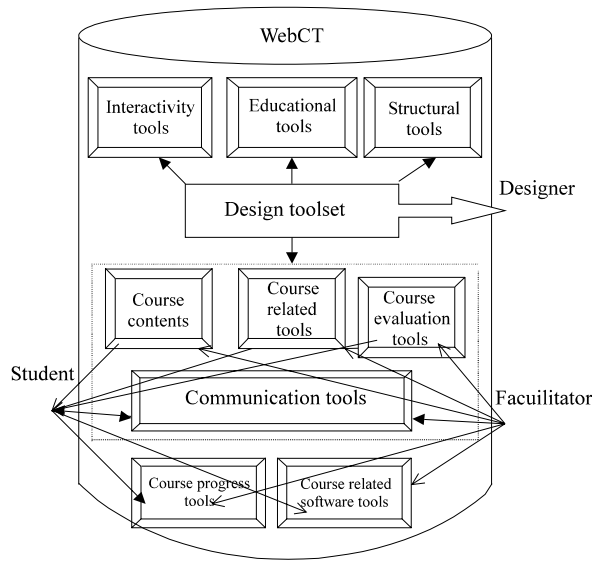 WebCT
Interactivity
tools
Educational
tools
Structural
tools
Design toolset
Designer
Course
contents
Course
related
tools
Course
evaluation
tools
Student
Communication tools
Facuilitator
Course progress
tools
Course related
software tools